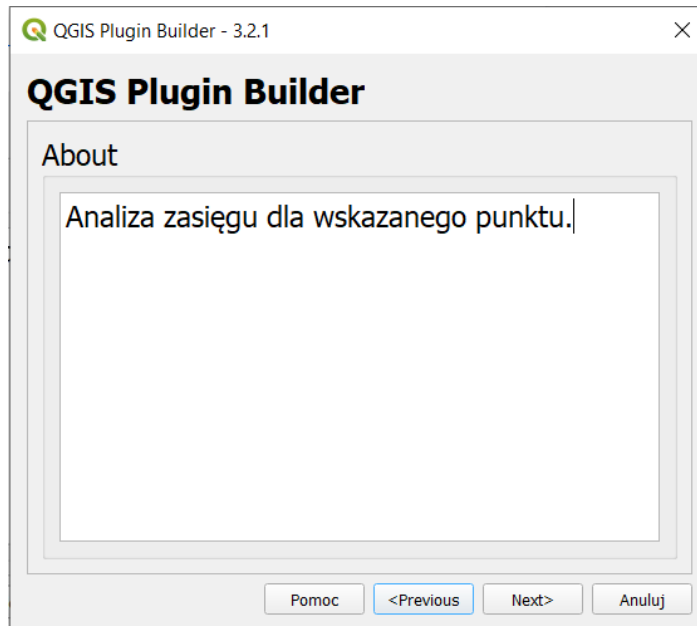 QGIS Plugin Builder - 3.2.1
QGIS Plugin Builder
About
Analiza zasięgu dla wskazanego punktu.
Pomoc <Previous Next> Anuluj